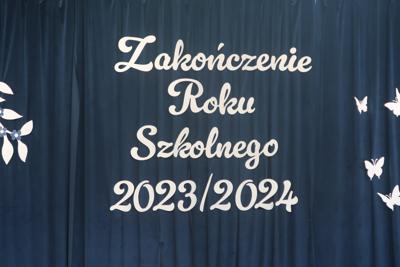 Zakończenie
Roku
Szkolnego
2023/2024